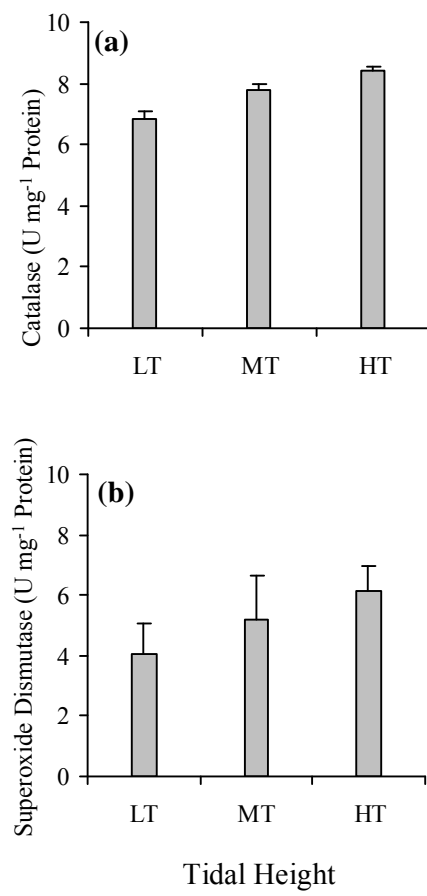 (a)
Catalase (U mg⁻¹ Protein)
10
8
6
4
2
0
LT MT HT
(b)
Superoxide Dismutase (U mg⁻¹ Protein)
10
8
6
4
2
0
LT MT HT
Tidal Height